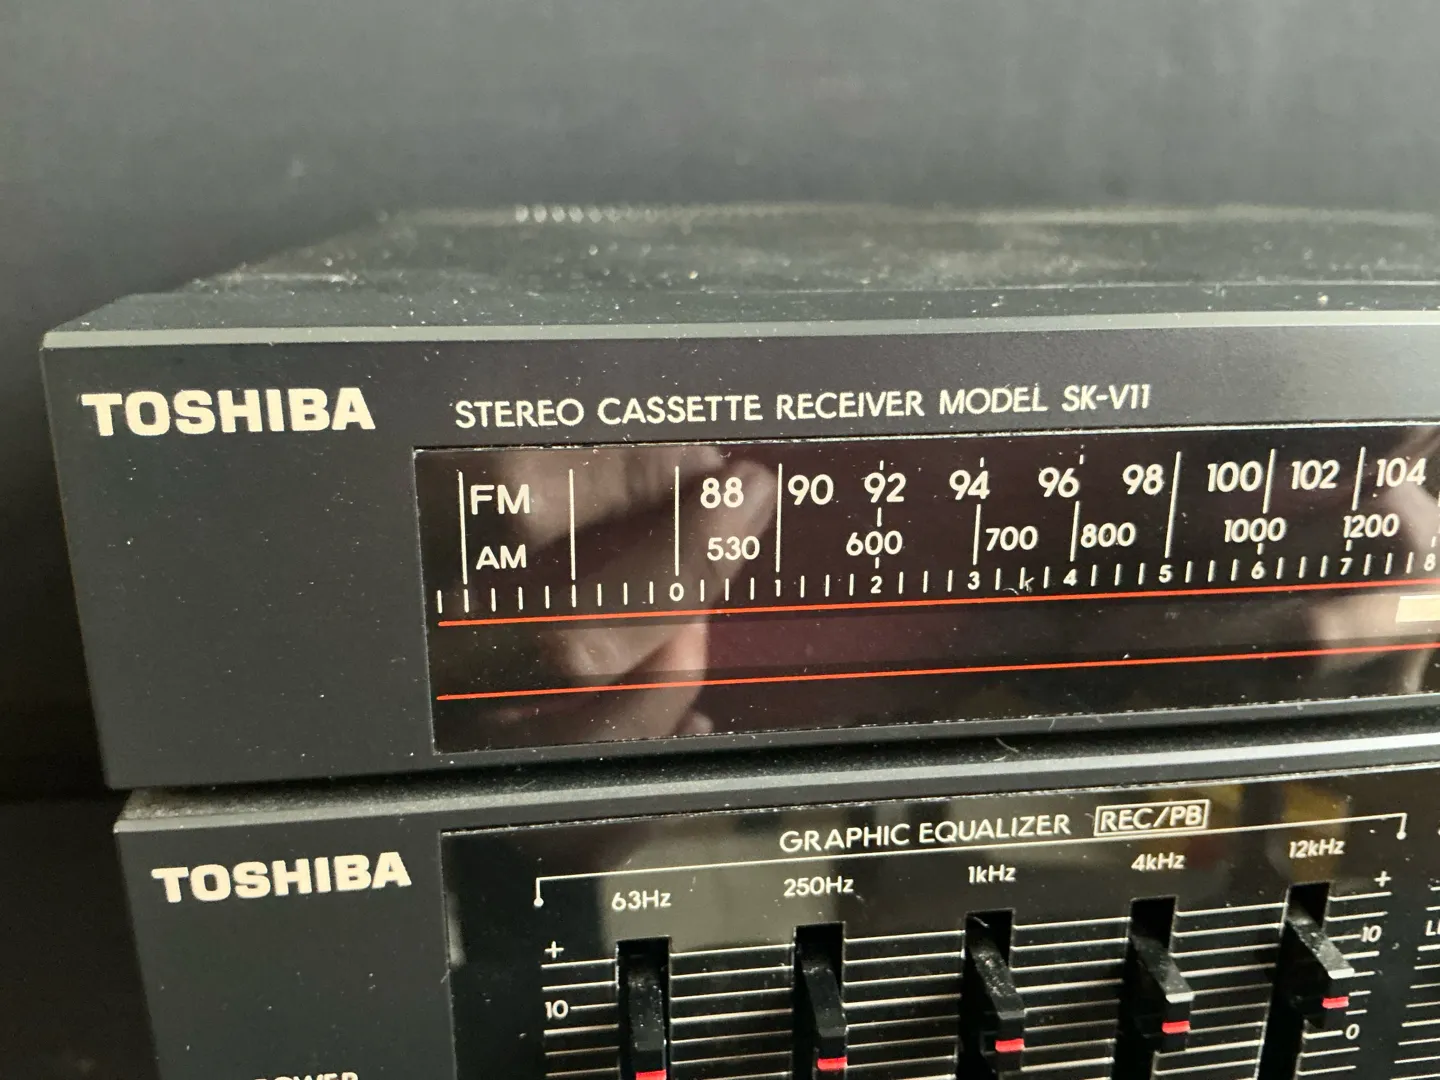 TOSHIBA
STEREO CASSETTE RECEIVER MODEL SK-V11
FM 88 90 92 94 96 98 100 102 104
AM 530 600 700 800 1000 1200
0 1 2 3 4 5 6 7 8
TOSHIBA
GRAPHIC EQUALIZER REC/PB
63Hz 250Hz 1kHz 4kHz 12kHz
+ +
10 10
0
POWER